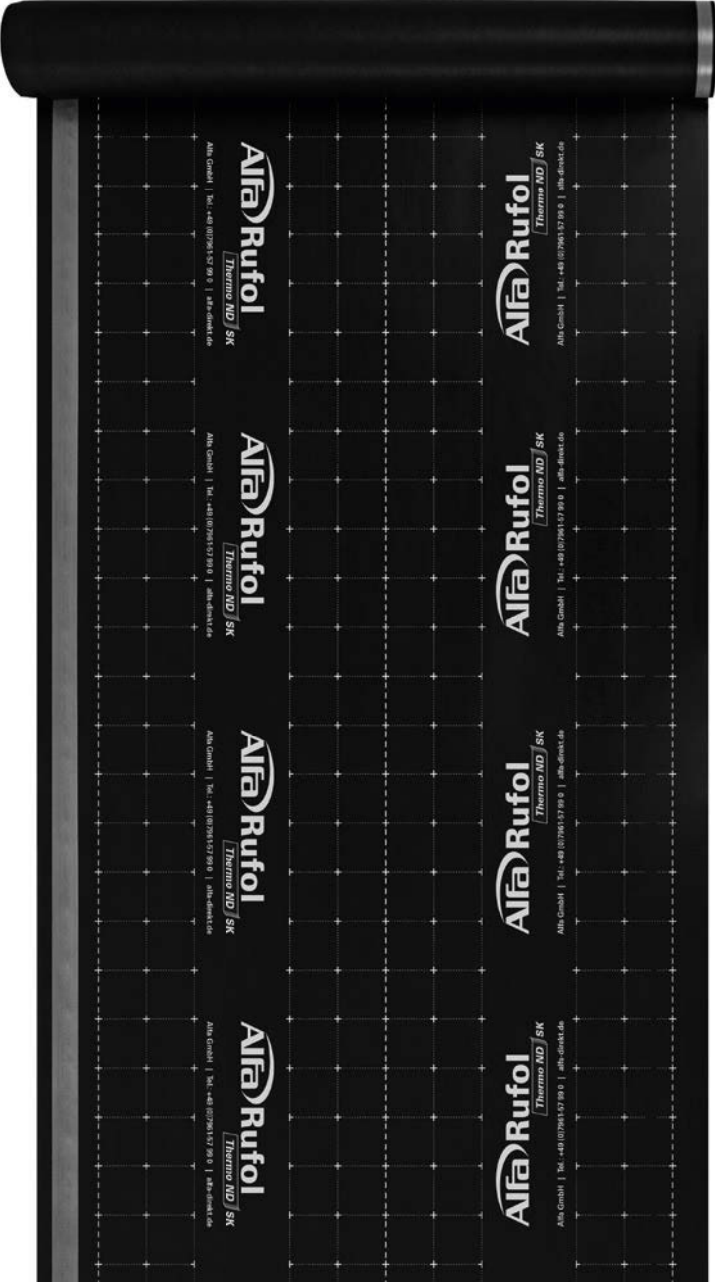 Alfa Rufol
Thermo ND SK
Alfa GmbH | Tel.: +49 (0)7961-57 99 0 | alfa-direkt.de
Alfa Rufol
Thermo ND SK
Alfa GmbH | Tel.: +49 (0)7961-57 99 0 | alfa-direkt.de
Alfa Rufol
Thermo ND SK
Alfa GmbH | Tel.: +49 (0)7961-57 99 0 | alfa-direkt.de
Alfa Rufol
Thermo ND SK
Alfa GmbH | Tel.: +49 (0)7961-57 99 0 | alfa-direkt.de
Alfa Rufol
Thermo ND SK
Alfa GmbH | Tel.: +49 (0)7961-57 99 0 | alfa-direkt.de
Alfa Rufol
Thermo ND SK
Alfa GmbH | Tel.: +49 (0)7961-57 99 0 | alfa-direkt.de
Alfa Rufol
Thermo ND SK
Alfa GmbH | Tel.: +49 (0)7961-57 99 0 | alfa-direkt.de
Alfa Rufol
Thermo ND SK
Alfa GmbH | Tel.: +49 (0)7961-57 99 0 | alfa-direkt.de